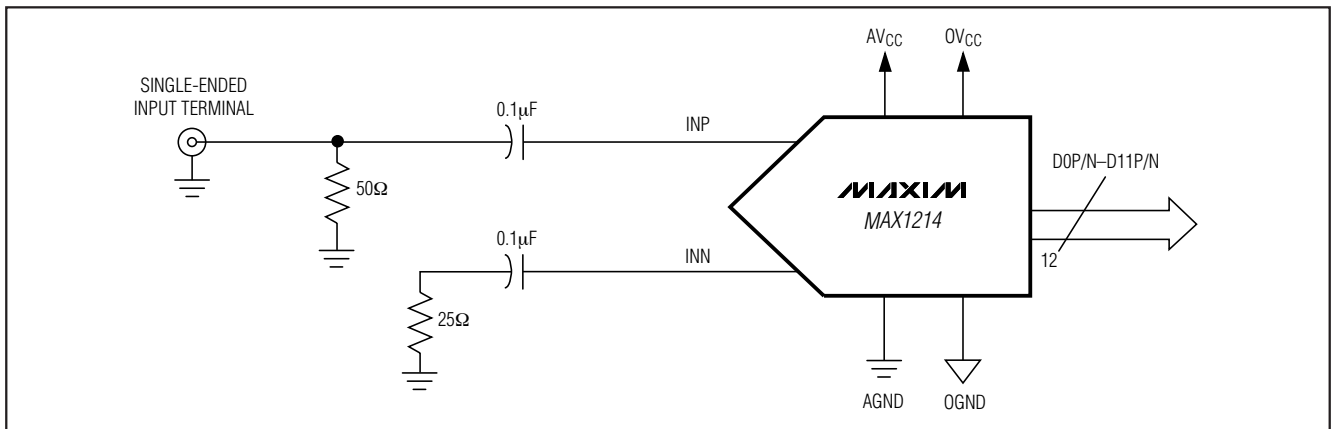 SINGLE-ENDED
INPUT TERMINAL
0.1μF
INP
50Ω
0.1μF
INN
25Ω
AVCC
OVCC
MAXIM
MAX1214
D0P/N–D11P/N
12
AGND
OGND